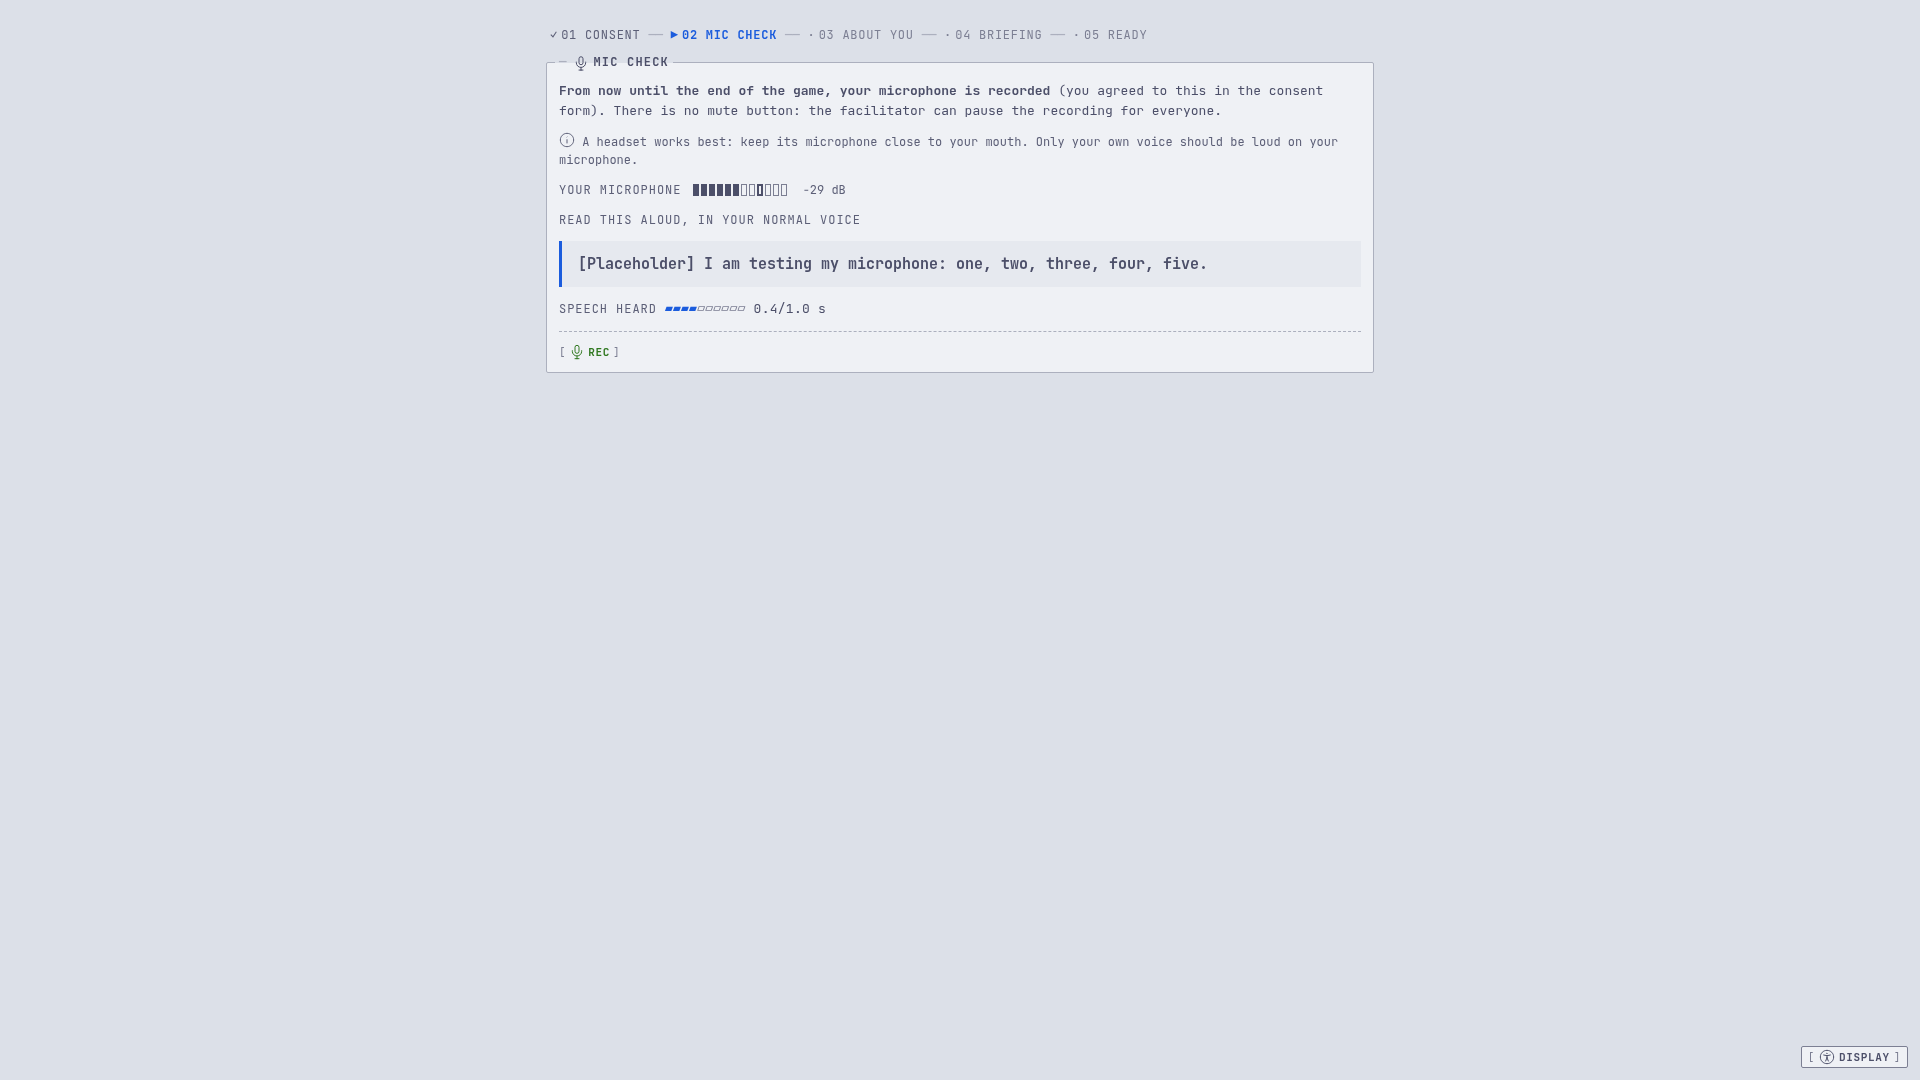 ✓ 01 CONSENT ── ▶ 02 MIC CHECK ── · 03 ABOUT YOU ── · 04 BRIEFING ── · 05 READY
MIC CHECK
From now until the end of the game, your microphone is recorded (you agreed to this in the consent
form). There is no mute button: the facilitator can pause the recording for everyone.
A headset works best: keep its microphone close to your mouth. Only your own voice should be loud on your
microphone.
YOUR MICROPHONE -29 dB
READ THIS ALOUD, IN YOUR NORMAL VOICE
[Placeholder] I am testing my microphone: one, two, three, four, five.
SPEECH HEARD ▰▰▰▰▱▱▱▱▱▱ 0.4/1.0 s
[ REC ]
[ DISPLAY ]